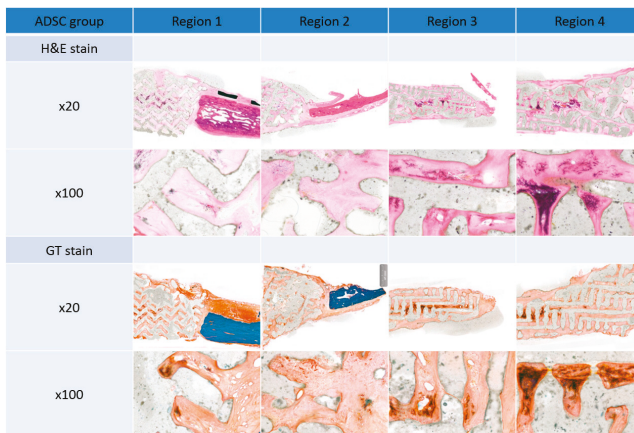 ADSC group Region 1 Region 2 Region 3 Region 4
H&E stain
x20
x100
GT stain
x20
x100